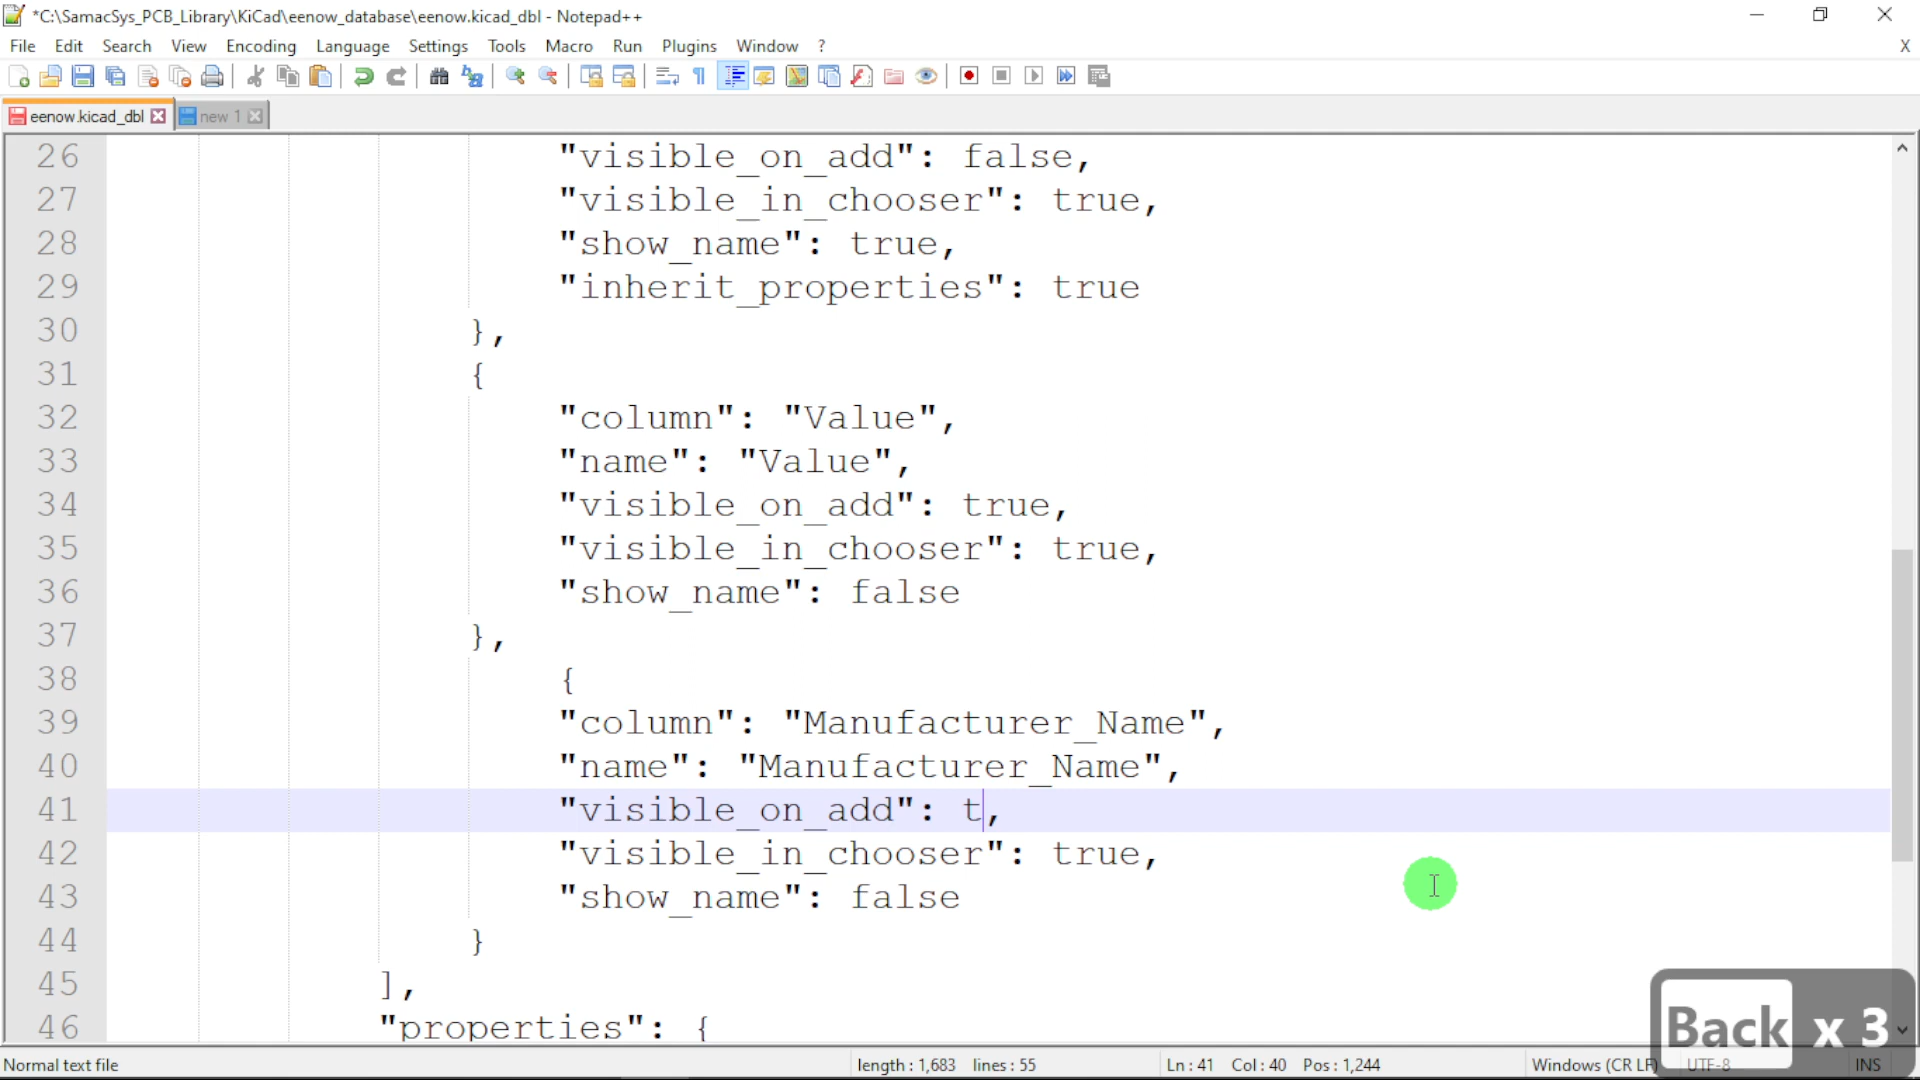 *C:\SamacSys_PCB_Library\KiCad\eenow_database\eenow.kicad_dbl - Notepad++
File Edit Search View Encoding Language Settings Tools Macro Run Plugins Window ? X
eenow.kicad_dbl new 1
26 "visible_on_add": false,
27 "visible_in_chooser": true,
28 "show_name": true,
29 "inherit_properties": true
30 },
31 {
32 "column": "Value",
33 "name": "Value",
34 "visible_on_add": true,
35 "visible_in_chooser": true,
36 "show_name": false
37 },
38 {
39 "column": "Manufacturer_Name",
40 "name": "Manufacturer_Name",
41 "visible_on_add": t,
42 "visible_in_chooser": true,
43 "show_name": false
44 }
45 ],
46 "properties": {
Back x 3
Normal text file length : 1,683 lines : 55 Ln : 41 Col : 40 Pos : 1,244 Windows (CR LF) UTF-8 INS